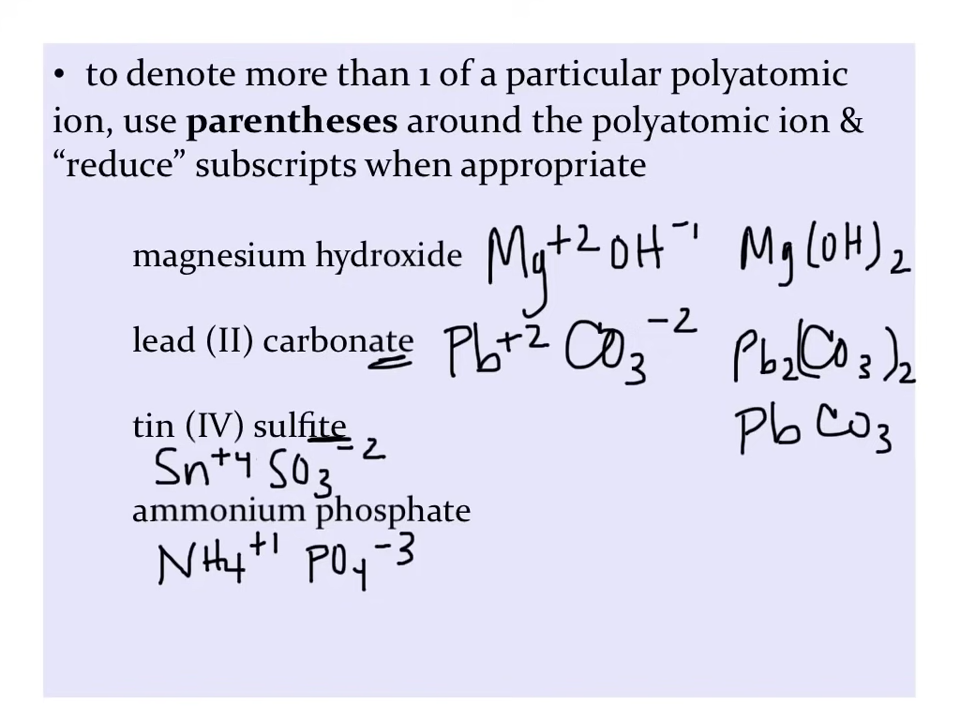 • to denote more than 1 of a particular polyatomic
ion, use parentheses around the polyatomic ion &
“reduce” subscripts when appropriate
magnesium hydroxide Mg+2 OH-1 Mg(OH)2
lead (II) carbonate Pb+2 CO3-2 Pb2(CO3)2
PbCO3
tin (IV) sulfite
Sn+4 SO3-2
ammonium phosphate
NH4+1 PO4-3